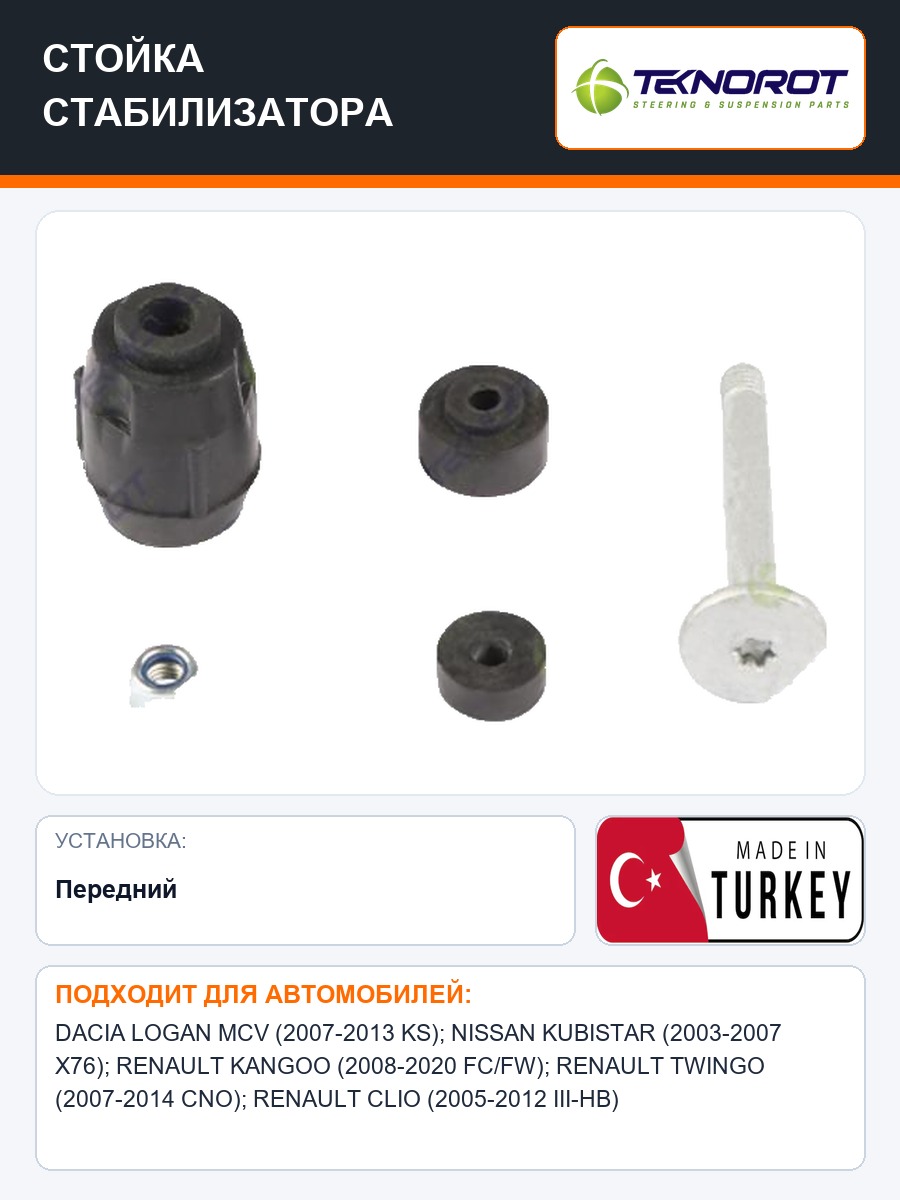 СТОЙКА
СТАБИЛИЗАТОРА
TEKNOROT
STEERING & SUSPENSION PARTS
УСТАНОВКА:
Передний
MADE IN
TURKEY
ПОДХОДИТ ДЛЯ АВТОМОБИЛЕЙ:
DACIA LOGAN MCV (2007-2013 KS); NISSAN KUBISTAR (2003-2007
X76); RENAULT KANGOO (2008-2020 FC/FW); RENAULT TWINGO
(2007-2014 CNO); RENAULT CLIO (2005-2012 III-HB)